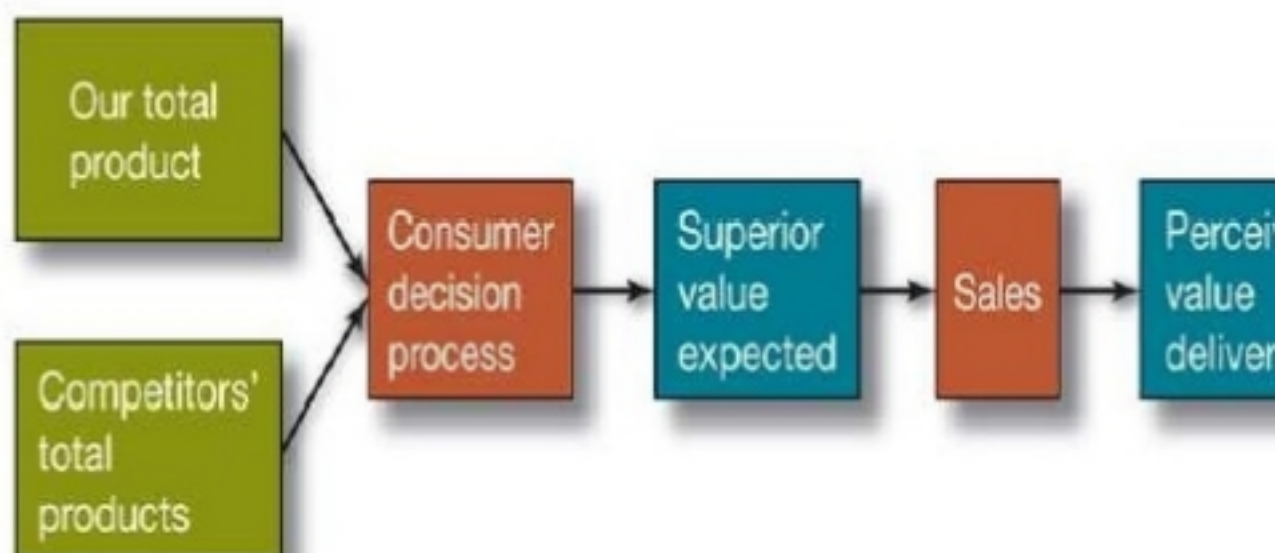 Our total
product
Competitors'
total
products
Consumer
decision
process
Superior
value
expected
Sales
value